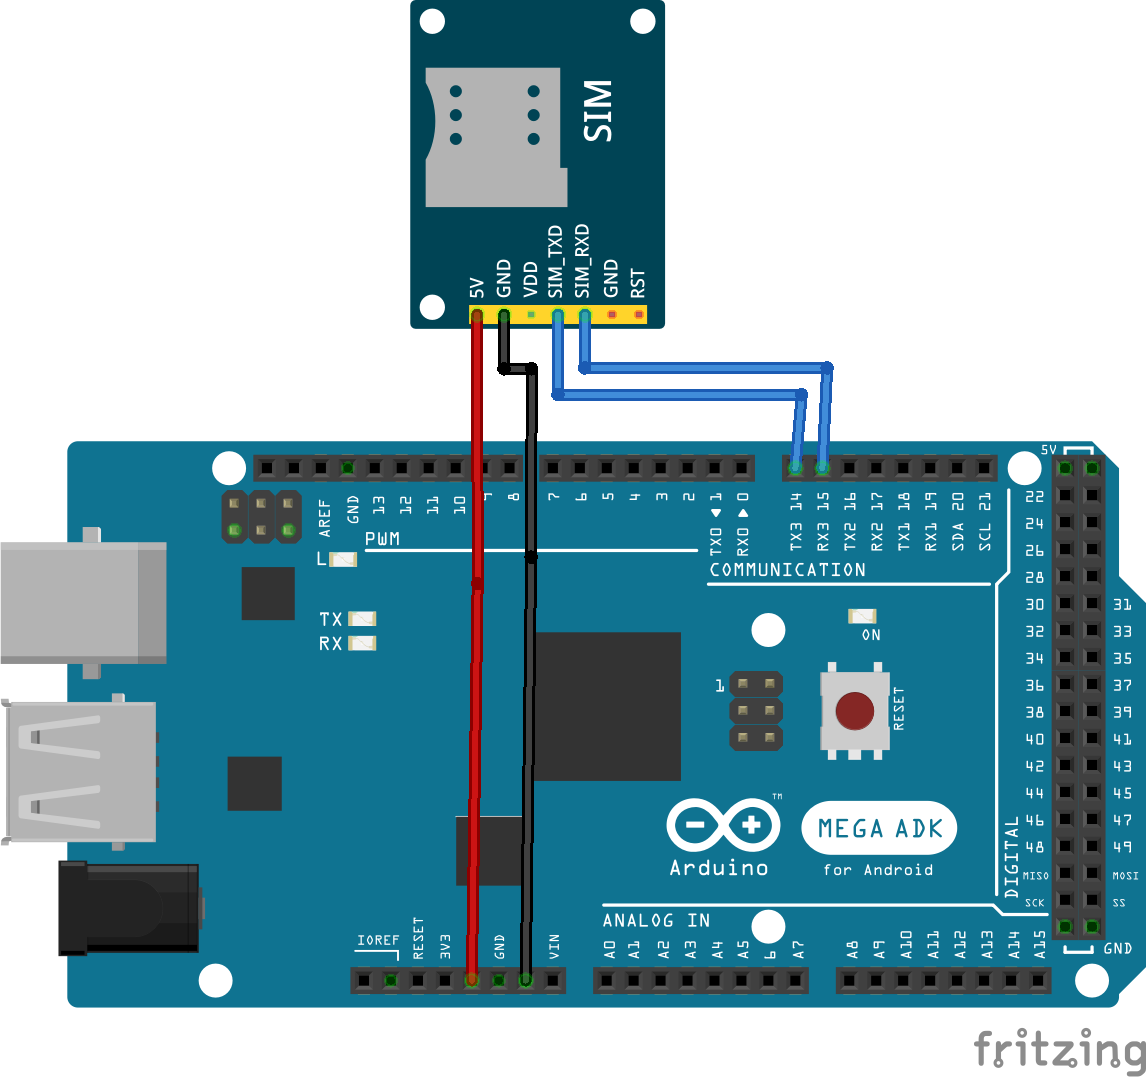 SIM
5V
GND
VDD
SIM_TXD
SIM_RXD
GND
RST
AREF
GND
13
12
11
10
9
8
7
6
5
4
3
2
TX0 ◀ 1
RX0 ▶ 0
TX3 14
RX3 15
TX2 16
RX2 17
TX1 18
RX1 19
SDA 20
SCL 21
5V
L
PWM
COMMUNICATION
TX
RX
ON
1
RESET
22
24
26
28
30 31
32 33
34 35
36 37
38 39
40 41
42 43
44 45
46 47
48 49
MISO MOSI
SCK SS
GND
DIGITAL
TM
Arduino
MEGA ADK
for Android
ANALOG IN
IOREF
RESET
3V3
GND
VIN
A0
A1
A2
A3
A4
A5
6
A7
A8
A9
A10
A11
A12
A13
A14
A15
fritzing